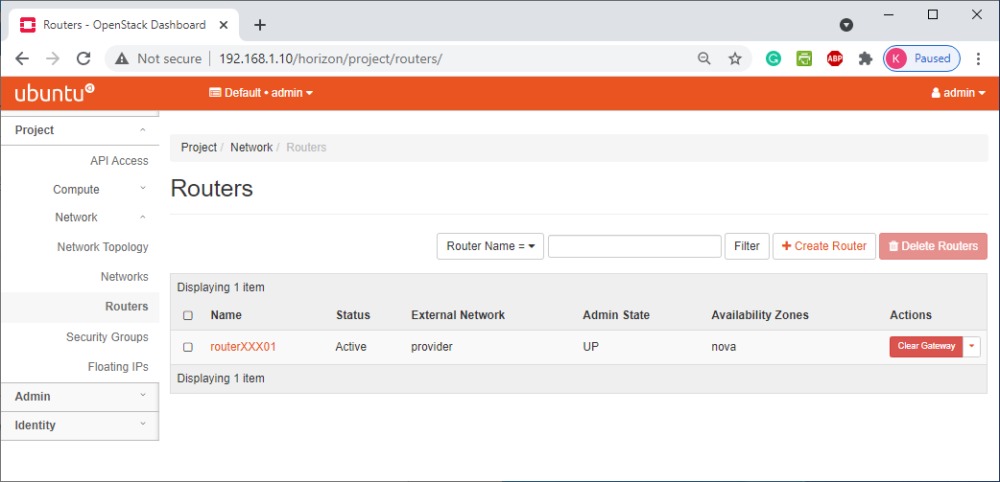 Routers - OpenStack Dashboard
Not secure 192.168.1.10/horizon/project/routers/ ABP K Paused
ubuntu Default • admin admin
Project
API Access
Compute
Network
Network Topology
Networks
Routers
Security Groups
Floating IPs
Admin
Identity
Project / Network / Routers
Routers
Router Name = Filter + Create Router Delete Routers
Displaying 1 item
Name Status External Network Admin State Availability Zones Actions
routerXXX01 Active provider UP nova Clear Gateway
Displaying 1 item